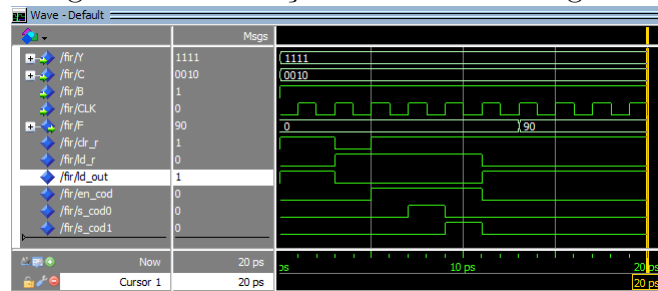 Wave - Default
Msgs
/fir/Y 1111 1111
/fir/C 0010 0010
/fir/B 1
/fir/CLK 0
/fir/F 90 0 90
/fir/clr_r 1
/fir/ld_r 0
/fir/ld_out 1
/fir/en_cod 0
/fir/s_cod0 0
/fir/s_cod1 0
Now 20 ps ps 10 ps 20 ps
Cursor 1 20 ps 20 ps